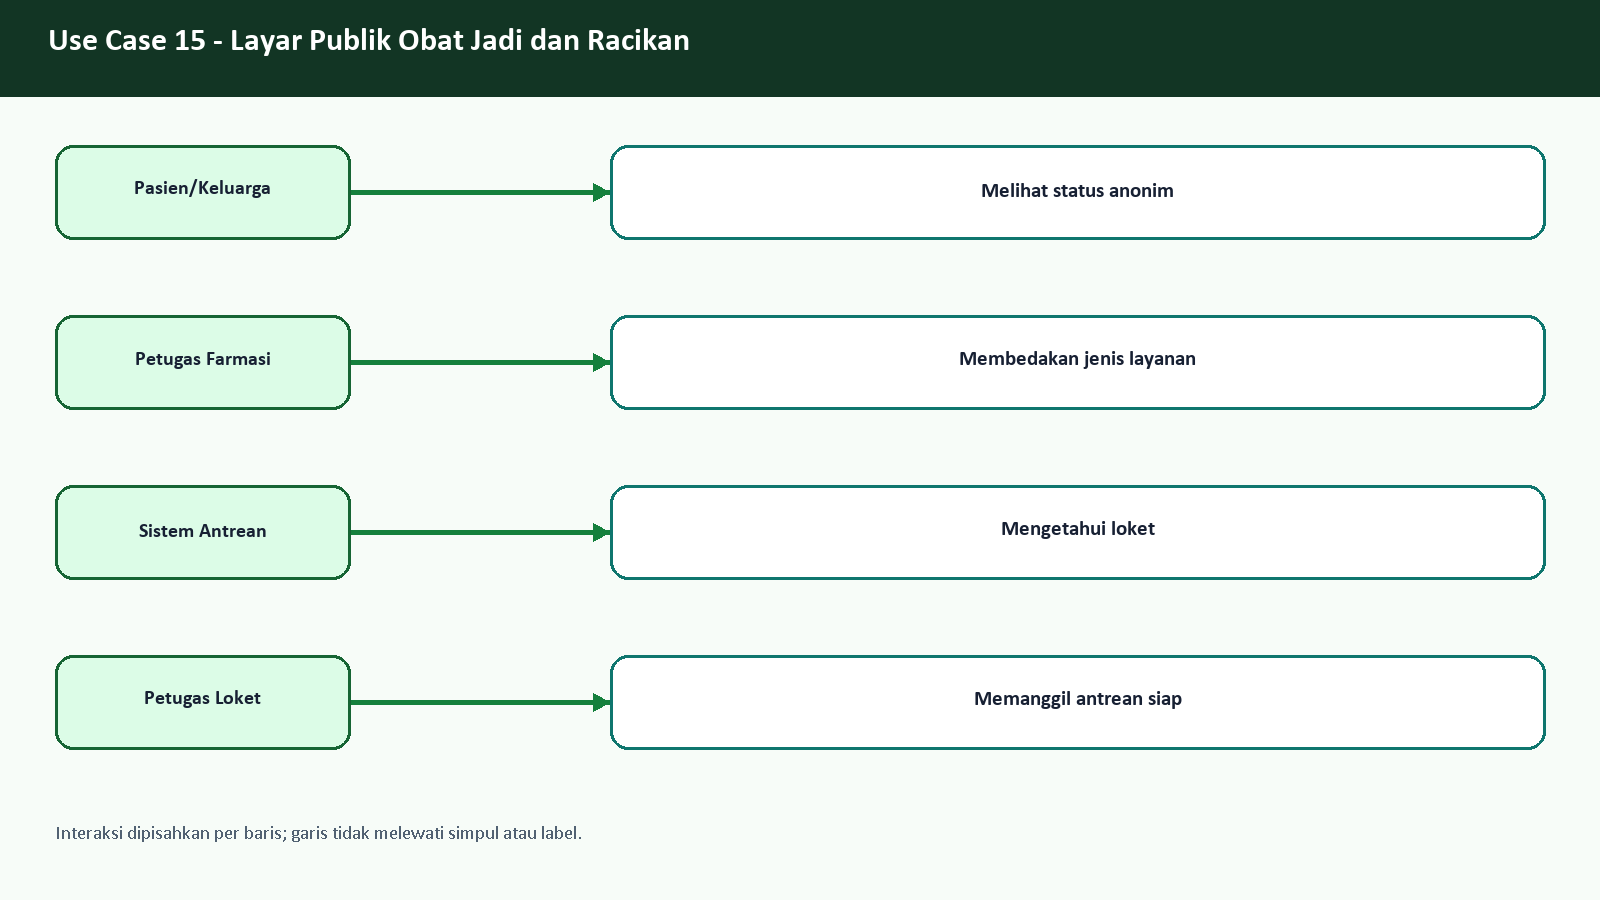 Use Case 15 - Layar Publik Obat Jadi dan Racikan
Pasien/Keluarga
Melihat status anonim
Petugas Farmasi
Membedakan jenis layanan
Sistem Antrean
Mengetahui loket
Petugas Loket
Memanggil antrean siap
Interaksi dipisahkan per baris; garis tidak melewati simpul atau label.